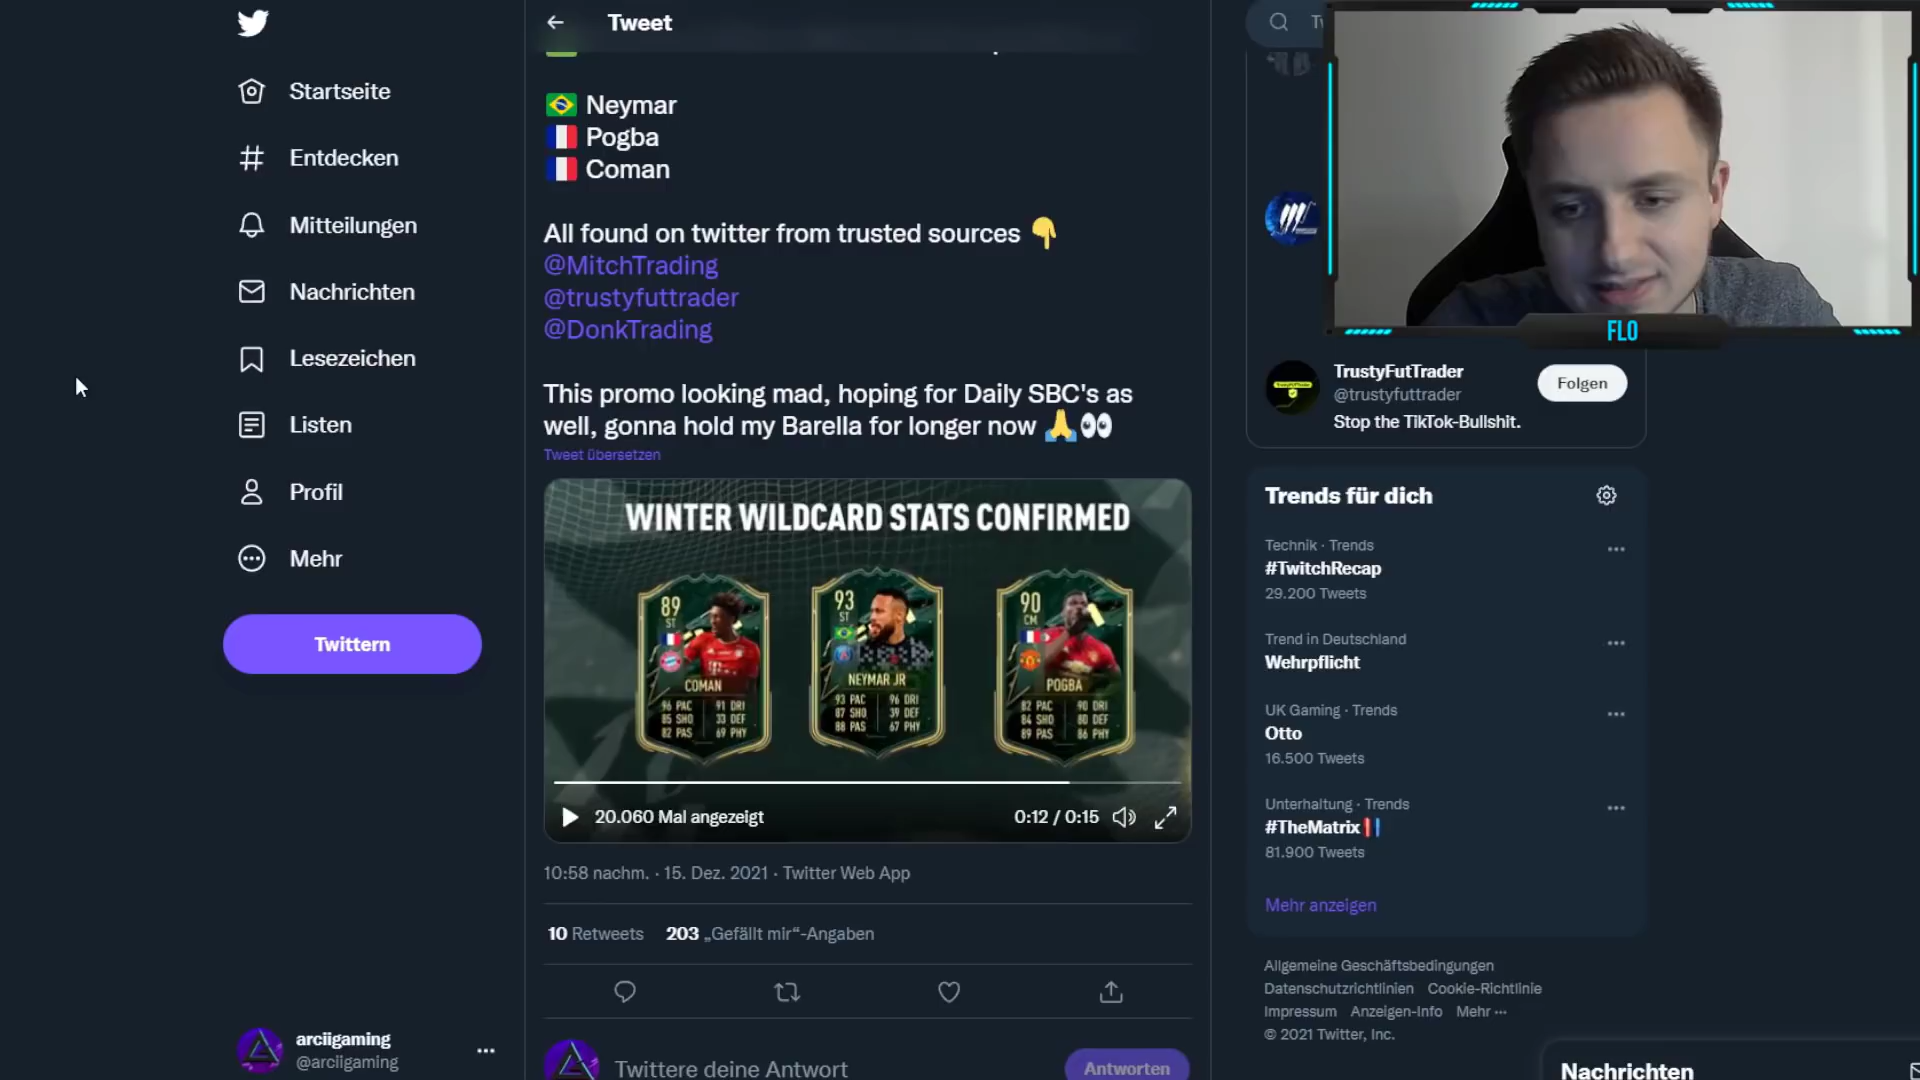 Tweet
Startseite
Entdecken
Mitteilungen
Nachrichten
Lesezeichen
Listen
Profil
Mehr
Twittern
arciigaming
@arciigaming
Neymar
Pogba
Coman
All found on twitter from trusted sources 👇
@MitchTrading
@trustyfuttrader
@DonkTrading
This promo looking mad, hoping for Daily SBC's as
well, gonna hold my Barella for longer now 🙏👀
Tweet übersetzen
WINTER WILDCARD STATS CONFIRMED
89
ST
COMAN
96 PAC 91 DRI
85 SHO 33 DEF
82 PAS 69 PHY
93
ST
NEYMAR JR
93 PAC 96 DRI
87 SHO 39 DEF
88 PAS 67 PHY
90
CM
POGBA
82 PAC 90 DRI
84 SHO 80 DEF
89 PAS 86 PHY
20.060 Mal angezeigt
0:12 / 0:15
10:58 nachm. · 15. Dez. 2021 · Twitter Web App
10 Retweets 203 „Gefällt mir“-Angaben
Twittere deine Antwort
Antworten
FLO
TrustyFutTrader
@trustyfuttrader
Folgen
Stop the TikTok-Bullshit.
Trends für dich
Technik · Trends
#TwitchRecap
29.200 Tweets
Trend in Deutschland
Wehrpflicht
UK Gaming · Trends
Otto
16.500 Tweets
Unterhaltung · Trends
#TheMatrix
81.900 Tweets
Mehr anzeigen
Allgemeine Geschäftsbedingungen
Datenschutzrichtlinien Cookie-Richtlinie
Impressum Anzeigen-Info Mehr ···
© 2021 Twitter, Inc.
Nachrichten